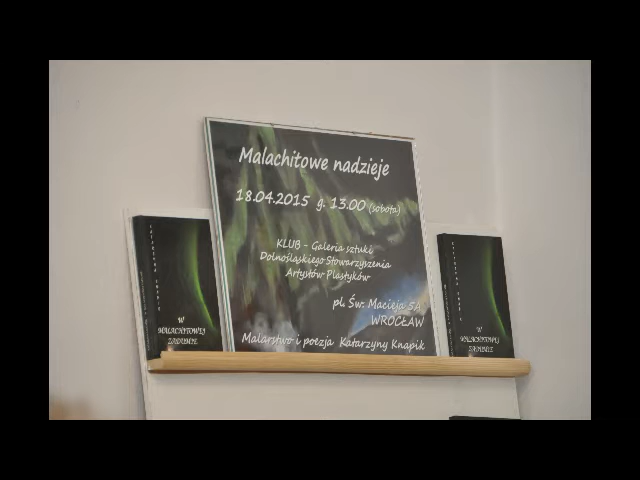 Malachitowe nadzieje
18.04.2015 g. 13.00 (sobota)
KLUB - Galeria sztuki
Dolnośląskiego Stowarzyszenia
Artystów Plastyków
pl. Św. Macieja 5A
WROCŁAW
Malarstwo i poezja Katarzyny Knapik
W
MALACHITOWEJ
ZADUMIE
W
MALACHITOWEJ
ZADUMIE